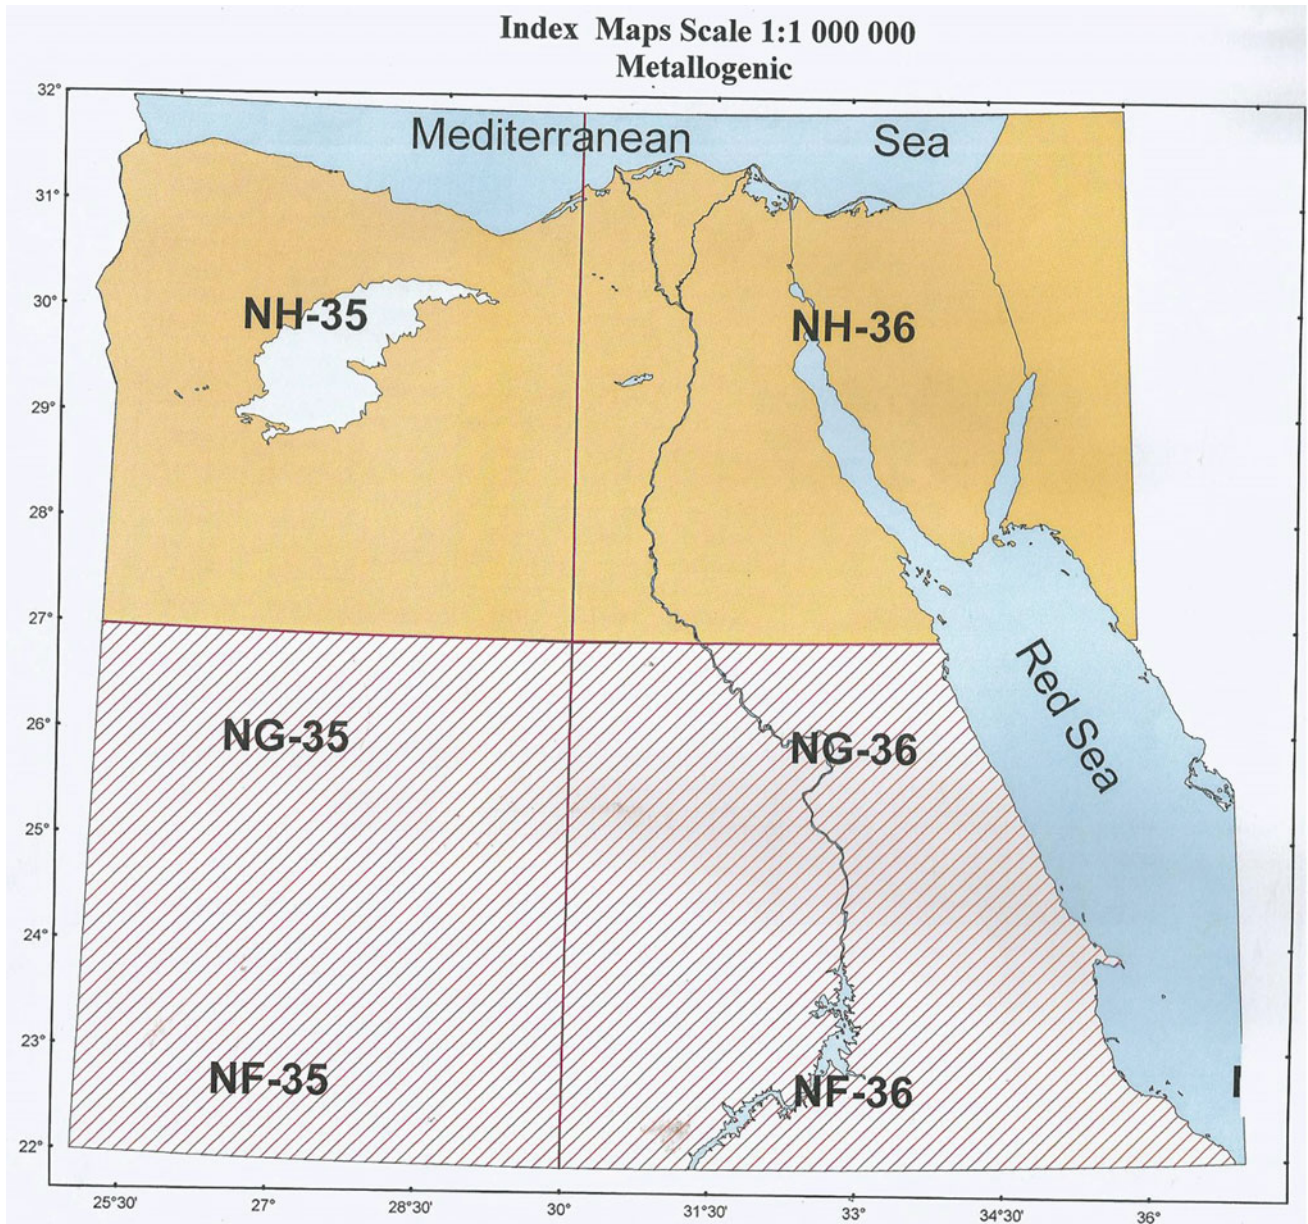 Index Maps Scale 1:1 000 000
Metallogenic
32°
Mediterranean Sea
31°
30°
NH-35
NH-36
29°
28°
27°
Red Sea
26°
NG-35
NG-36
25°
24°
23°
NF-35
NF-36
22°
25°30' 27° 28°30' 30° 31°30' 33° 34°30' 36°